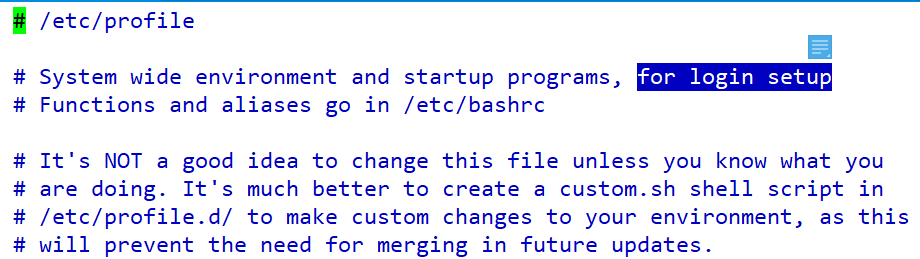 # /etc/profile
# System wide environment and startup programs, for login setup
# Functions and aliases go in /etc/bashrc
# It's NOT a good idea to change this file unless you know what you
# are doing. It's much better to create a custom.sh shell script in
# /etc/profile.d/ to make custom changes to your environment, as this
# will prevent the need for merging in future updates.